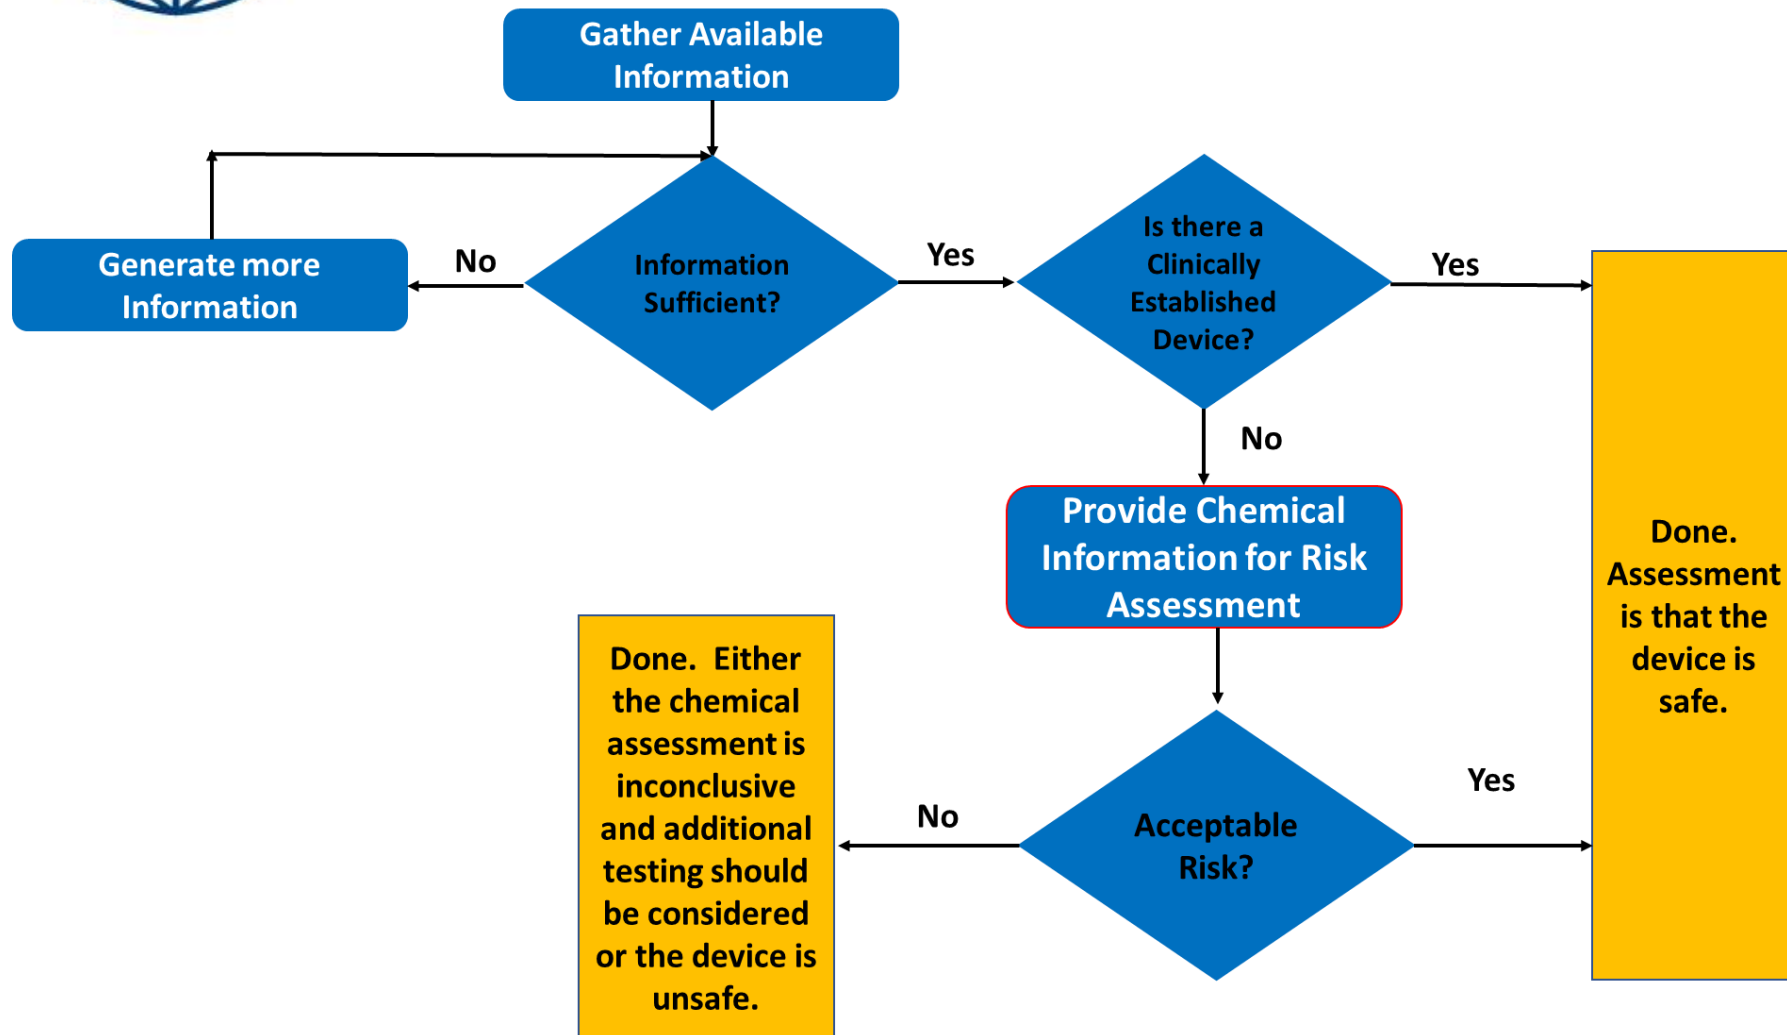 Gather Available
Information
Generate more
Information
No
Information
Sufficient?
Yes
Is there a
Clinically
Established
Device?
Yes
No
Provide Chemical
Information for Risk
Assessment
Done.
Assessment
is that the
device is
safe.
Done.  Either
the chemical
assessment is
inconclusive
and additional
testing should
be considered
or the device is
unsafe.
No
Acceptable
Risk?
Yes